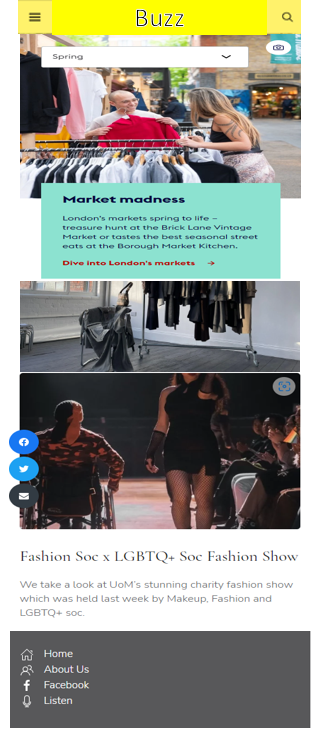 Buzz
Spring
Market madness
London's markets spring to life –
treasure hunt at the Brick Lane Vintage
Market or tastes the best seasonal street
eats at the Borough Market Kitchen.
Dive into London's markets →
Fashion Soc x LGBTQ+ Soc Fashion Show
We take a look at UoM's stunning charity fashion show
which was held last week by Makeup, Fashion and
LGBTQ+ soc.
Home
About Us
Facebook
Listen